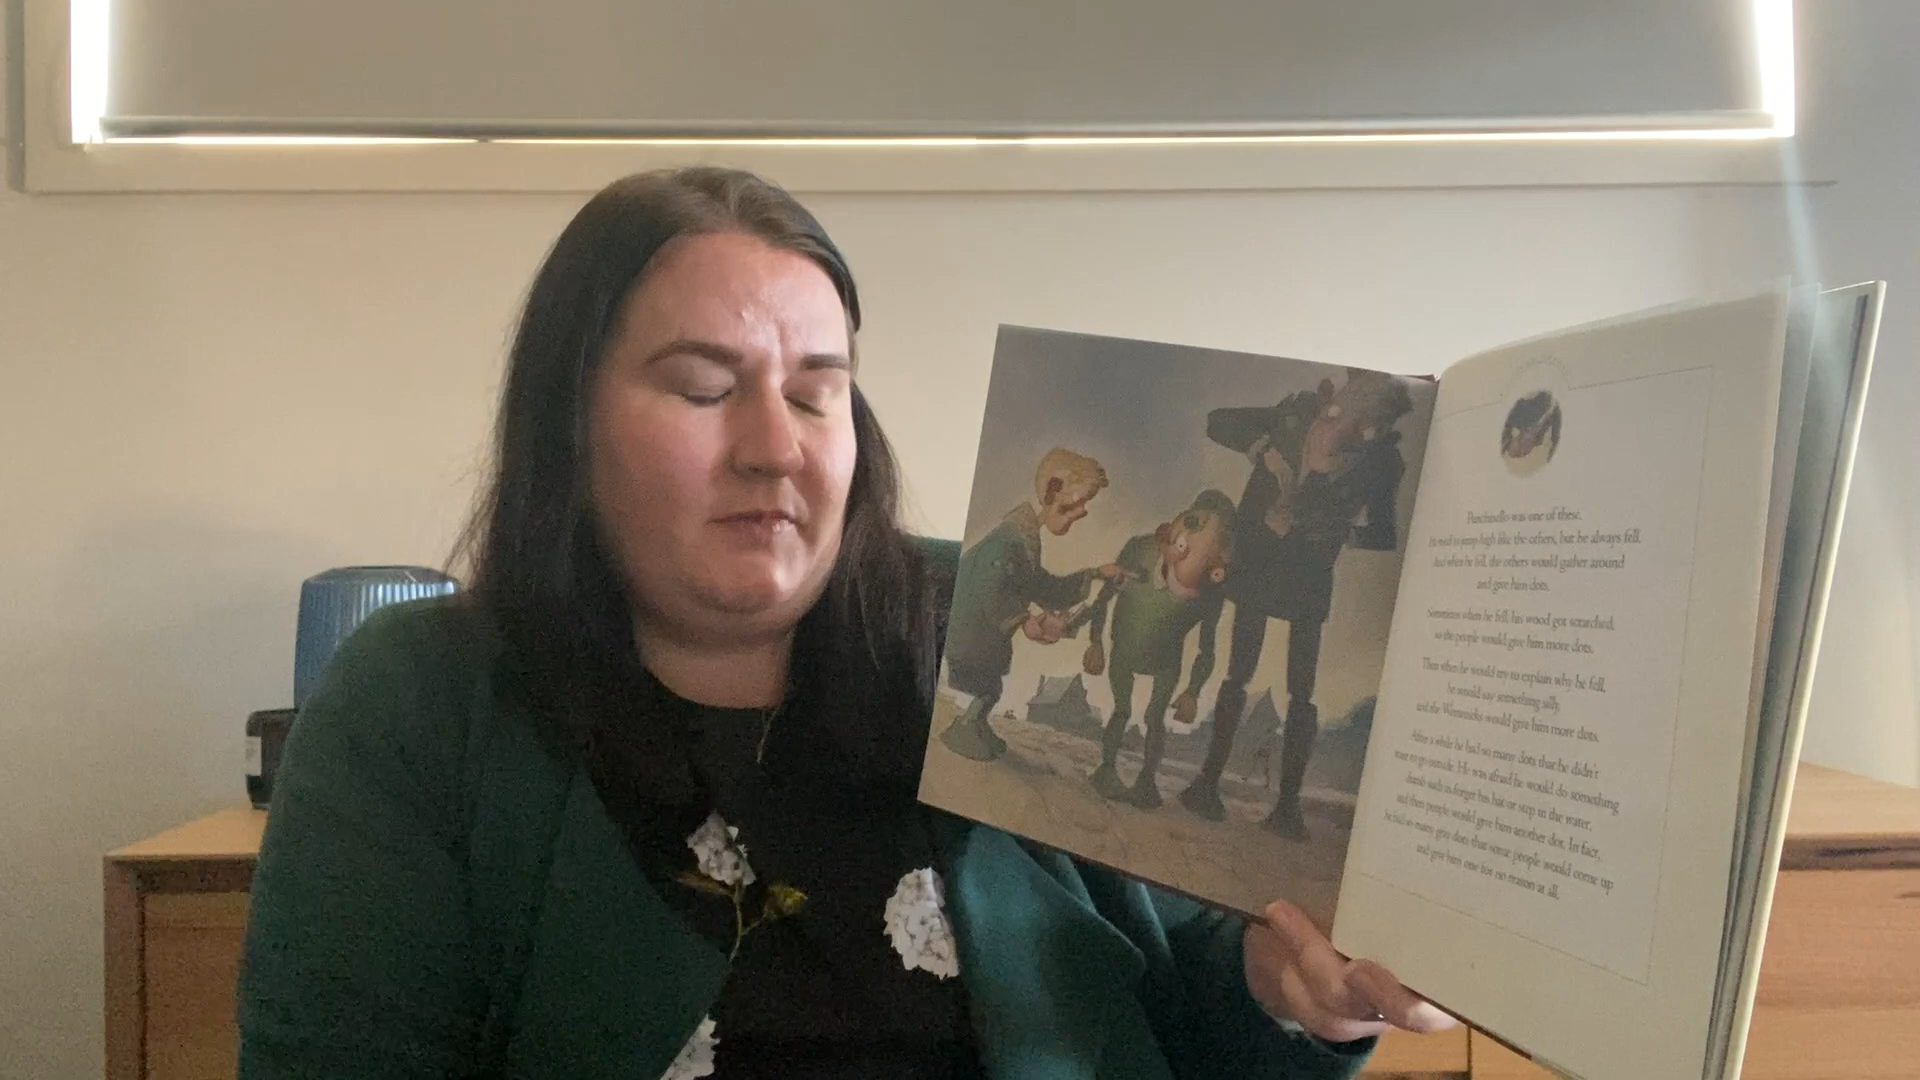 Punchinello was one of these.
He tried to jump high like the others, but he always fell.
And when he fell, the others would gather around
and give him dots.
Sometimes when he fell, his wood got scratched,
so the people would give him more dots.
Then when he would try to explain why he fell,
he would say something silly,
and the Wemmicks would give him more dots.
After a while he had so many dots that he didn't
want to go outside. He was afraid he would do something
dumb such as forget his hat or step in the water,
and then people would give him another dot. In fact,
he had so many gray dots that some people would come up
and give him one for no reason at all.